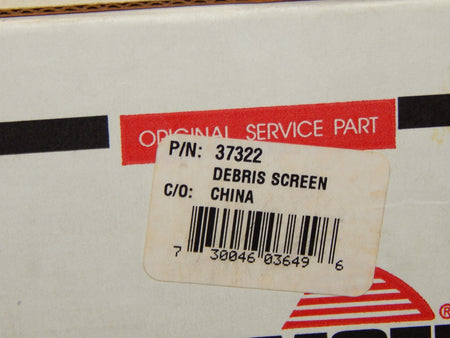 ORIGINAL SERVICE PART
P/N: 37322
DEBRIS SCREEN
C/O: CHINA
7 30046 03649 6
®